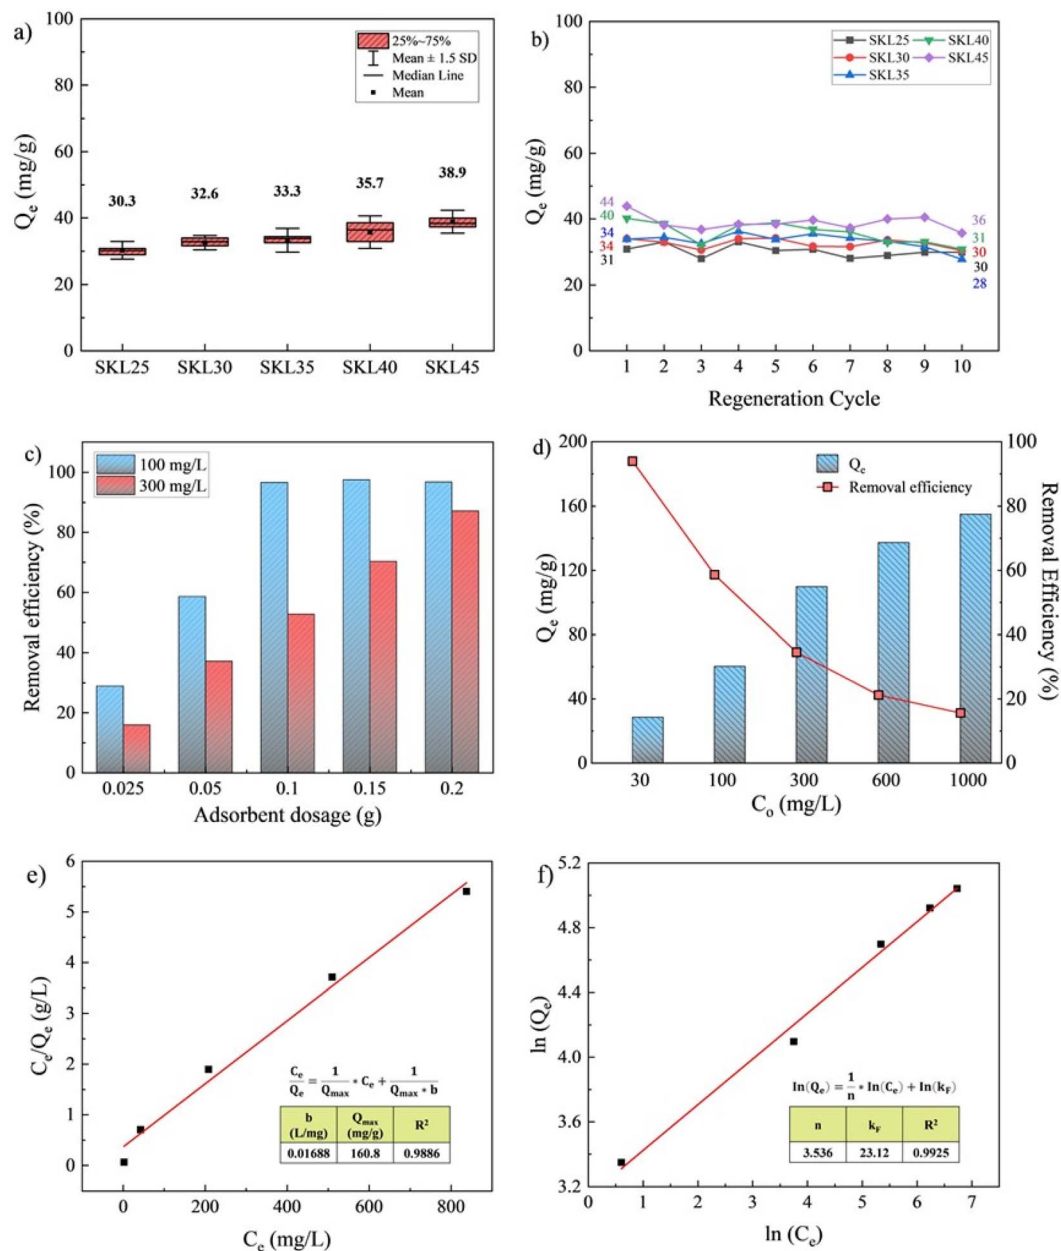 a)
100
80
60
40
20
0
Qe (mg/g)
25%~75%
Mean ± 1.5 SD
Median Line
Mean
30.3
32.6
33.3
35.7
38.9
SKL25 SKL30 SKL35 SKL40 SKL45
b)
100
80
60
40
20
0
Qe (mg/g)
SKL25 SKL40
SKL30 SKL45
SKL35
44
40
34
34
31
36
31
30
30
28
1 2 3 4 5 6 7 8 9 10
Regeneration Cycle
c)
100
80
60
40
20
0
Removal efficiency (%)
100 mg/L
300 mg/L
0.025 0.05 0.1 0.15 0.2
Adsorbent dosage (g)
d)
200
160
120
80
40
0
Qe (mg/g)
Qe
Removal efficiency
100
80
60
40
20
0
Removal Efficiency (%)
30 100 300 600 1000
Co (mg/L)
e)
6
5
4
3
2
1
0
Ce/Qe (g/L)
Ce/Qe = 1/Qmax * Ce + 1/(Qmax * b)
b (L/mg) Qmax (mg/g) R²
0.01688 160.8 0.9886
0 200 400 600 800
Ce (mg/L)
f)
5.2
4.8
4.4
4.0
3.6
3.2
ln (Qe)
ln(Qe) = 1/n * ln(Ce) + ln(kF)
n kF R²
3.536 23.12 0.9925
0 1 2 3 4 5 6 7
ln (Ce)